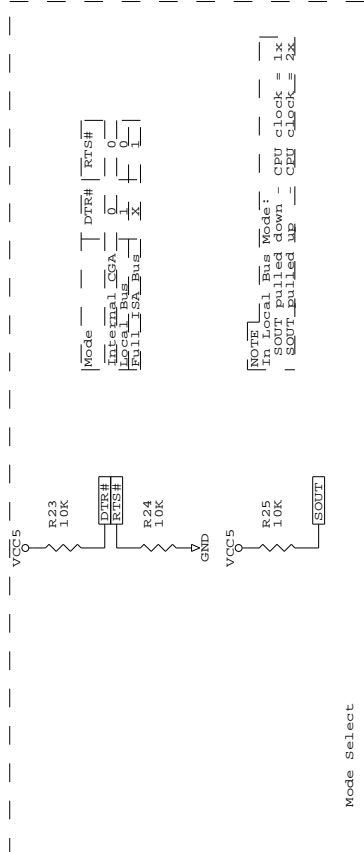 Mode DTR# RTS#
Internal CGA 0 0
Local Bus 1 0
Full ISA Bus X 1
NOTE
In Local Bus Mode:
SOUT pulled down - CPU clock = 1x
SOUT pulled up - CPU clock = 2x
VCC5
R23
10K
DTR#
RTS#
R24
10K
GND
VCC5
R25
10K
SOUT
Mode Select